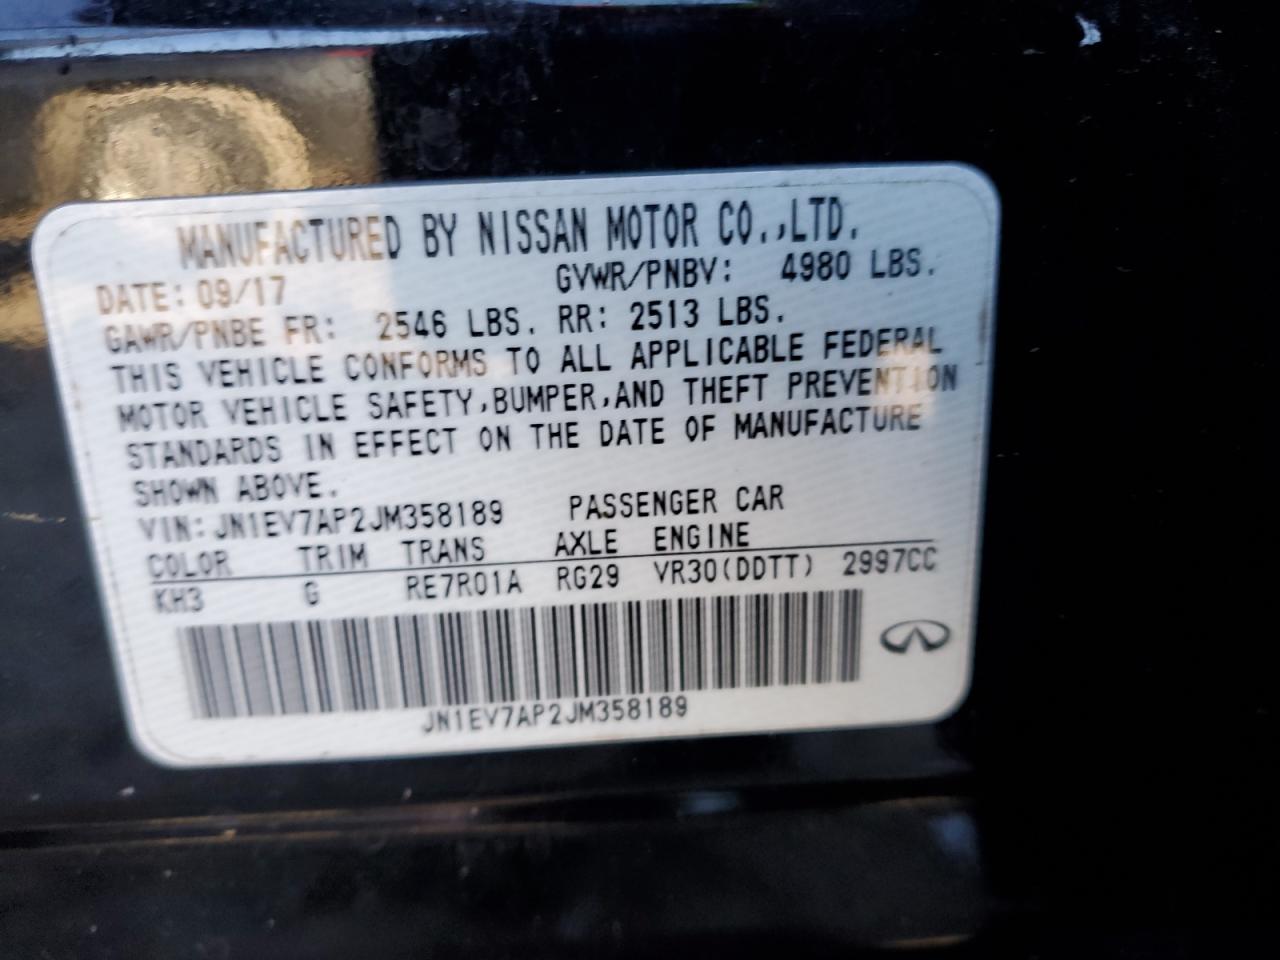 MANUFACTURED BY NISSAN MOTOR CO.,LTD.
DATE: 09/17 GVWR/PNBV: 4980 LBS.
GAWR/PNBE FR: 2546 LBS. RR: 2513 LBS.
THIS VEHICLE CONFORMS TO ALL APPLICABLE FEDERAL
MOTOR VEHICLE SAFETY,BUMPER,AND THEFT PREVENTION
STANDARDS IN EFFECT ON THE DATE OF MANUFACTURE
SHOWN ABOVE.
VIN: JN1EV7AP2JM358189 PASSENGER CAR
COLOR TRIM TRANS AXLE ENGINE
KH3 G RE7R01A RG29 VR30(DDTT) 2997CC
JN1EV7AP2JM358189